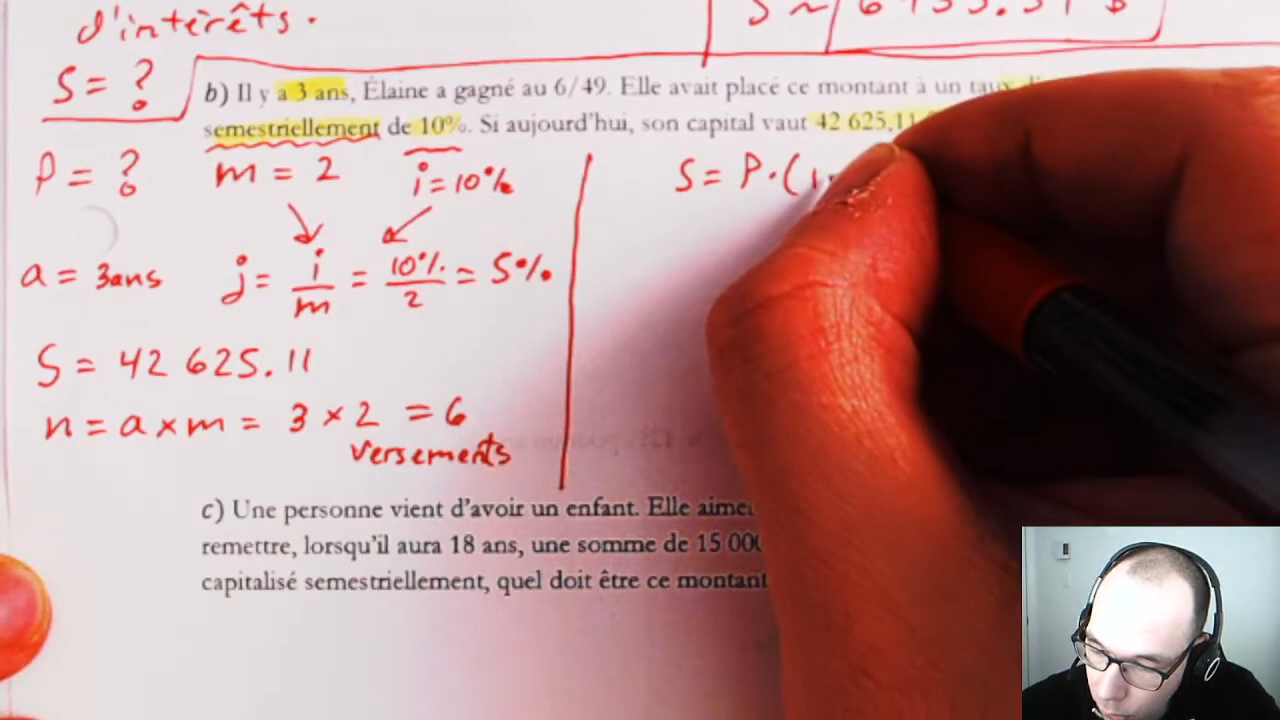 d'intérêts.
S = ?
b) Il y a 3 ans, Élaine a gagné au 6/49. Elle avait placé ce montant à un taux
semestriellement de 10%. Si aujourd'hui, son capital vaut 42 625,11
P = ?
m = 2
i = 10%
S = P · (1
a = 3ans
j = i/m = 10%/2 = 5%
S = 42 625.11
n = a x m = 3 x 2 = 6
versements
c) Une personne vient d'avoir un enfant. Elle
remettre, lorsqu'il aura 18 ans, une somme de 15
capitalisé semestriellement, quel doit être ce montant